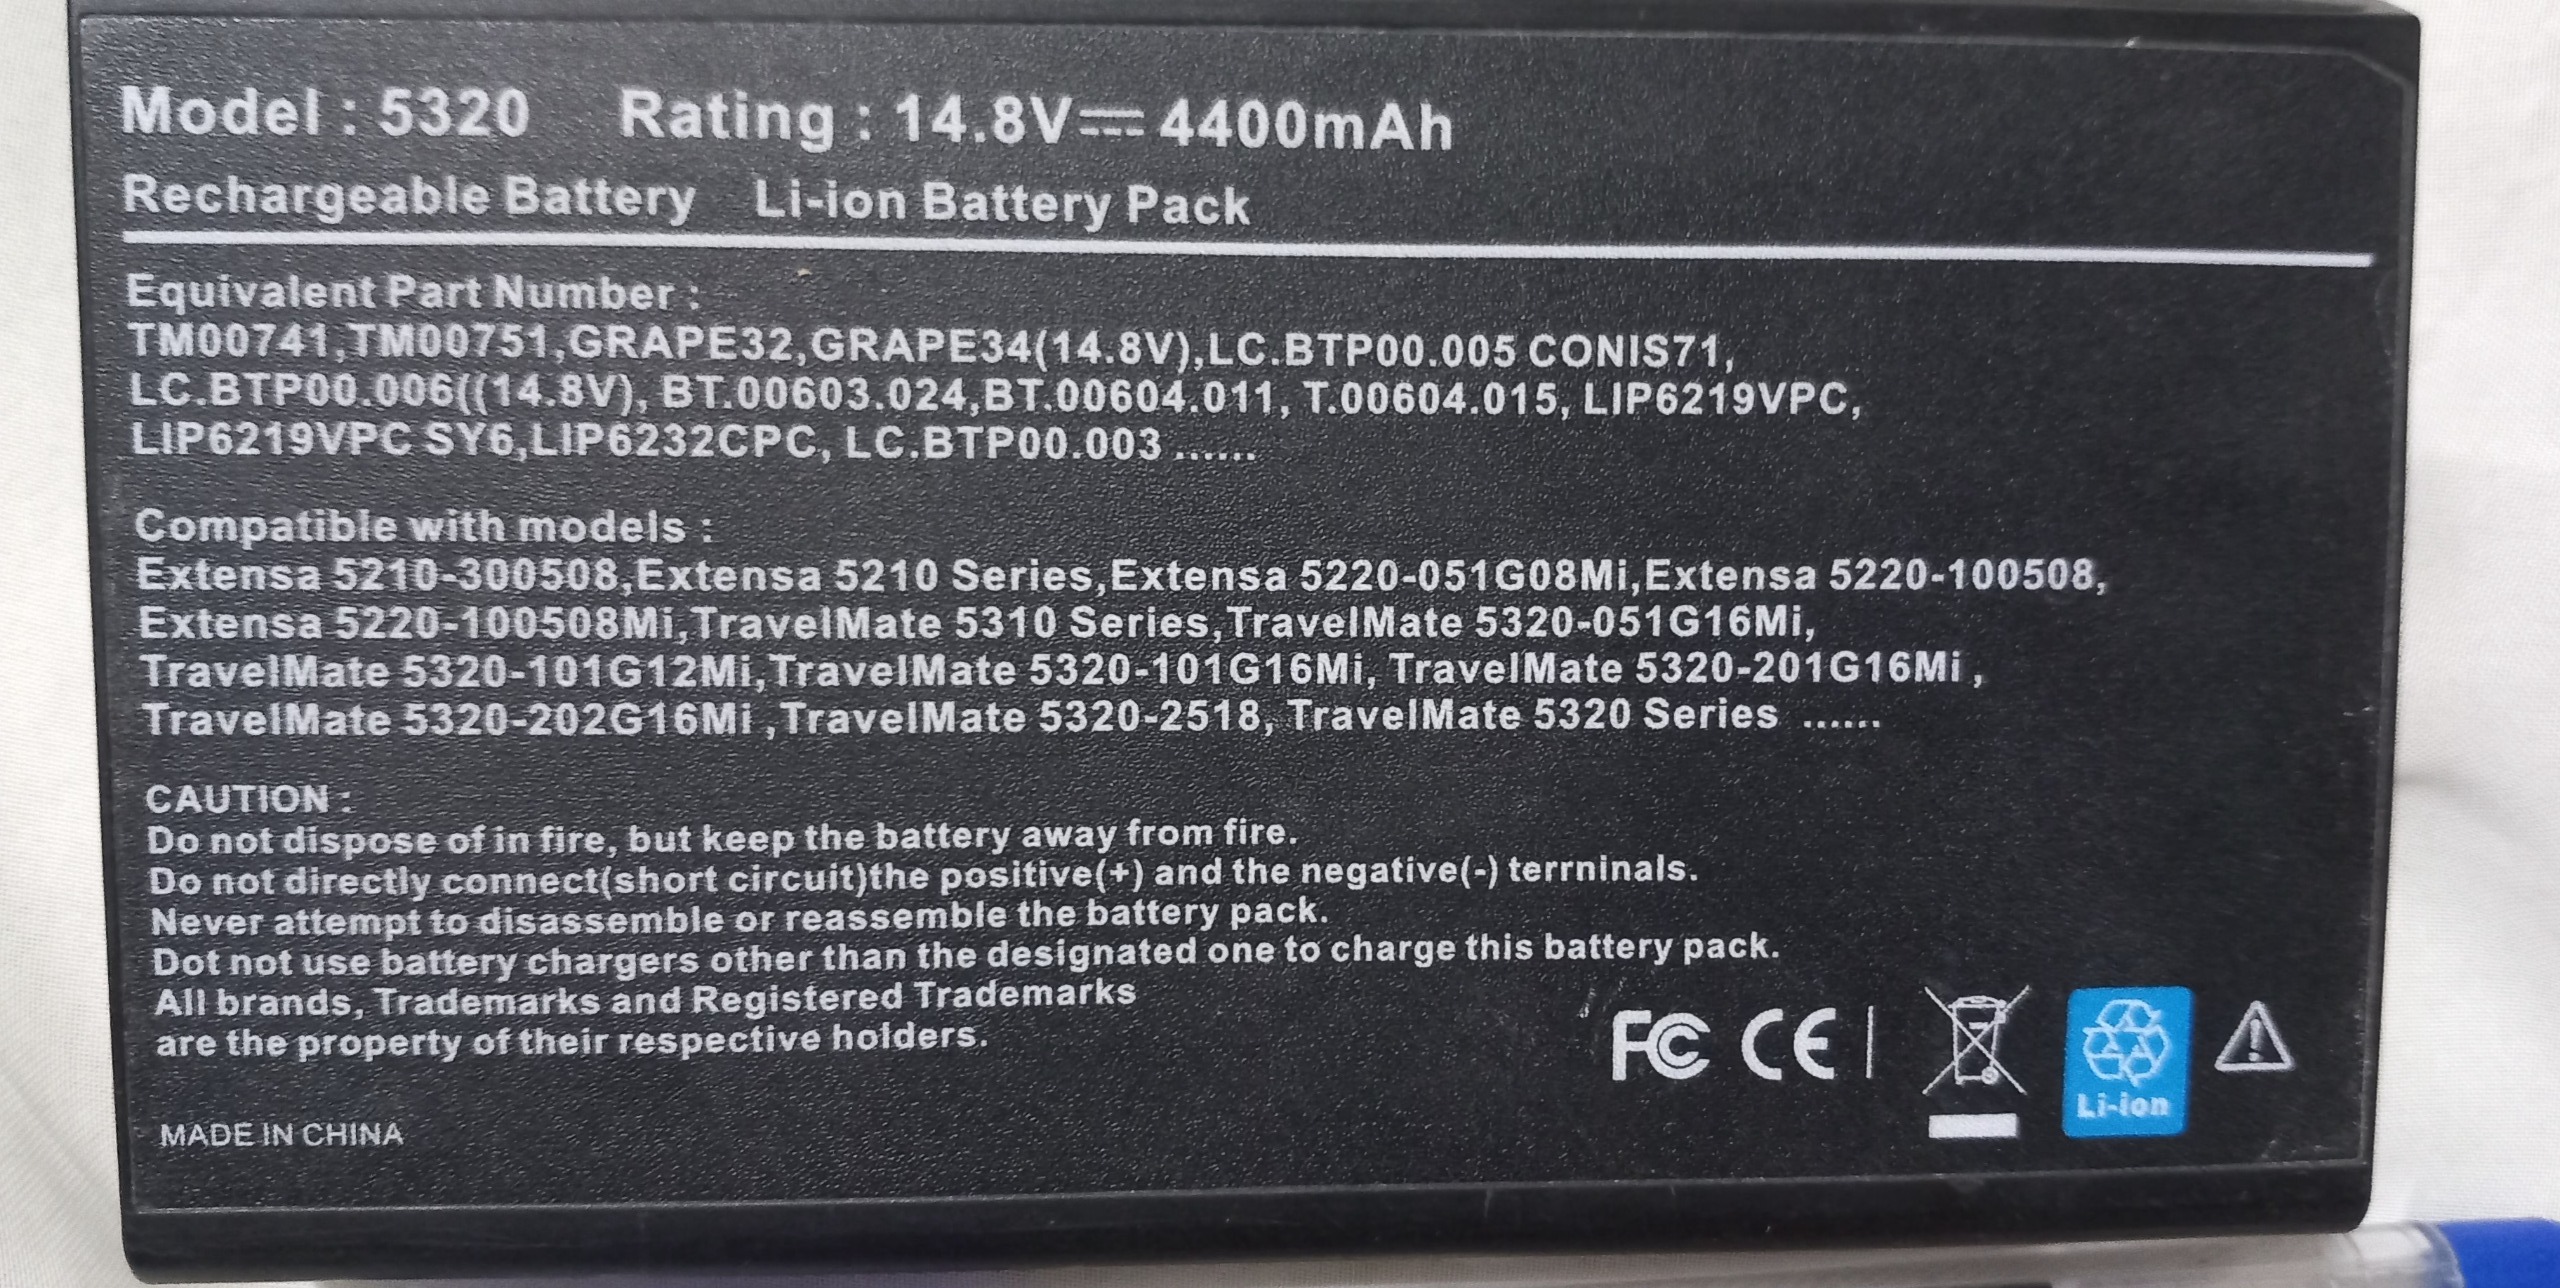 Model : 5320 Rating : 14.8V⎓4400mAh
Rechargeable Battery Li-ion Battery Pack
Equivalent Part Number :
TM00741,TM00751,GRAPE32,GRAPE34(14.8V),LC.BTP00.005 CONIS71,
LC.BTP00.006((14.8V), BT.00603.024,BT.00604.011, T.00604.015, LIP6219VPC,
LIP6219VPC SY6,LIP6232CPC, LC.BTP00.003 ......
Compatible with models :
Extensa 5210-300508,Extensa 5210 Series,Extensa 5220-051G08Mi,Extensa 5220-100508,
Extensa 5220-100508Mi,TravelMate 5310 Series,TravelMate 5320-051G16Mi,
TravelMate 5320-101G12Mi,TravelMate 5320-101G16Mi, TravelMate 5320-201G16Mi ,
TravelMate 5320-202G16Mi ,TravelMate 5320-2518, TravelMate 5320 Series ......
CAUTION :
Do not dispose of in fire, but keep the battery away from fire.
Do not directly connect(short circuit)the positive(+) and the negative(-) terrninals.
Never attempt to disassemble or reassemble the battery pack.
Dot not use battery chargers other than the designated one to charge this battery pack.
All brands, Trademarks and Registered Trademarks
are the property of their respective holders.
FC CE
Li-ion
MADE IN CHINA